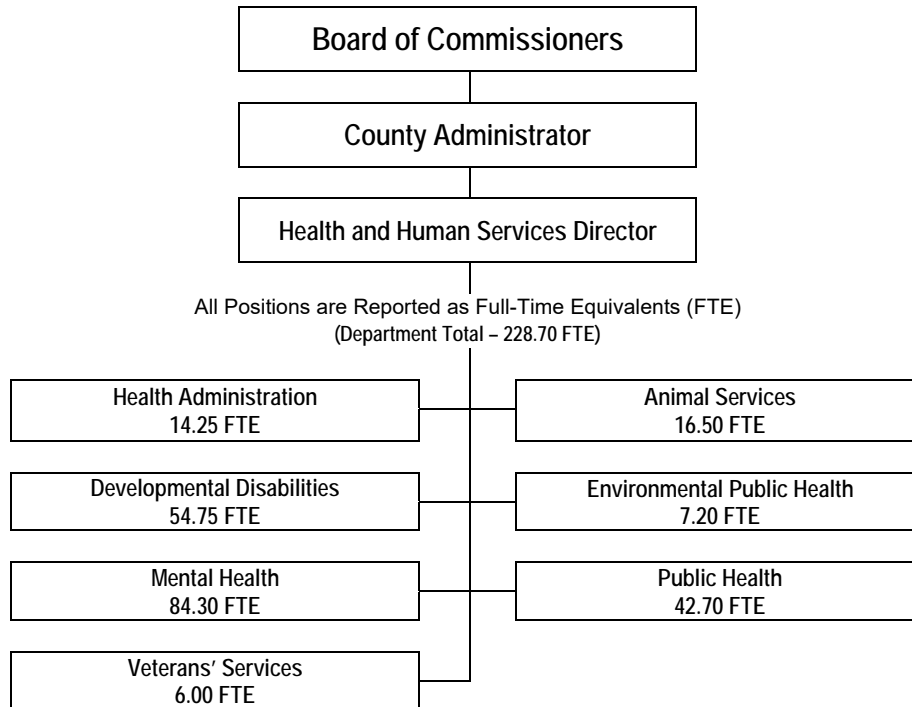 Board of Commissioners
County Administrator
Health and Human Services Director
All Positions are Reported as Full-Time Equivalents (FTE)
(Department Total – 228.70 FTE)
Health Administration
14.25 FTE
Animal Services
16.50 FTE
Developmental Disabilities
54.75 FTE
Environmental Public Health
7.20 FTE
Mental Health
84.30 FTE
Public Health
42.70 FTE
Veterans’ Services
6.00 FTE